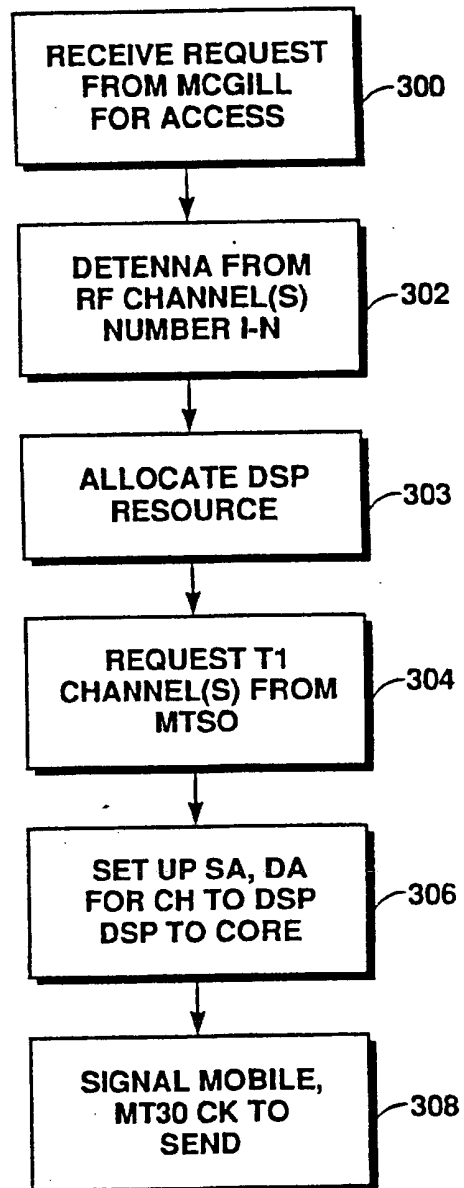 RECEIVE REQUEST
FROM MCGILL
FOR ACCESS
300
DETENNA FROM
RF CHANNEL(S)
NUMBER I-N
302
ALLOCATE DSP
RESOURCE
303
REQUEST T1
CHANNEL(S) FROM
MTSO
304
SET UP SA, DA
FOR CH TO DSP
DSP TO CORE
306
SIGNAL MOBILE,
MT30 CK TO
SEND
308